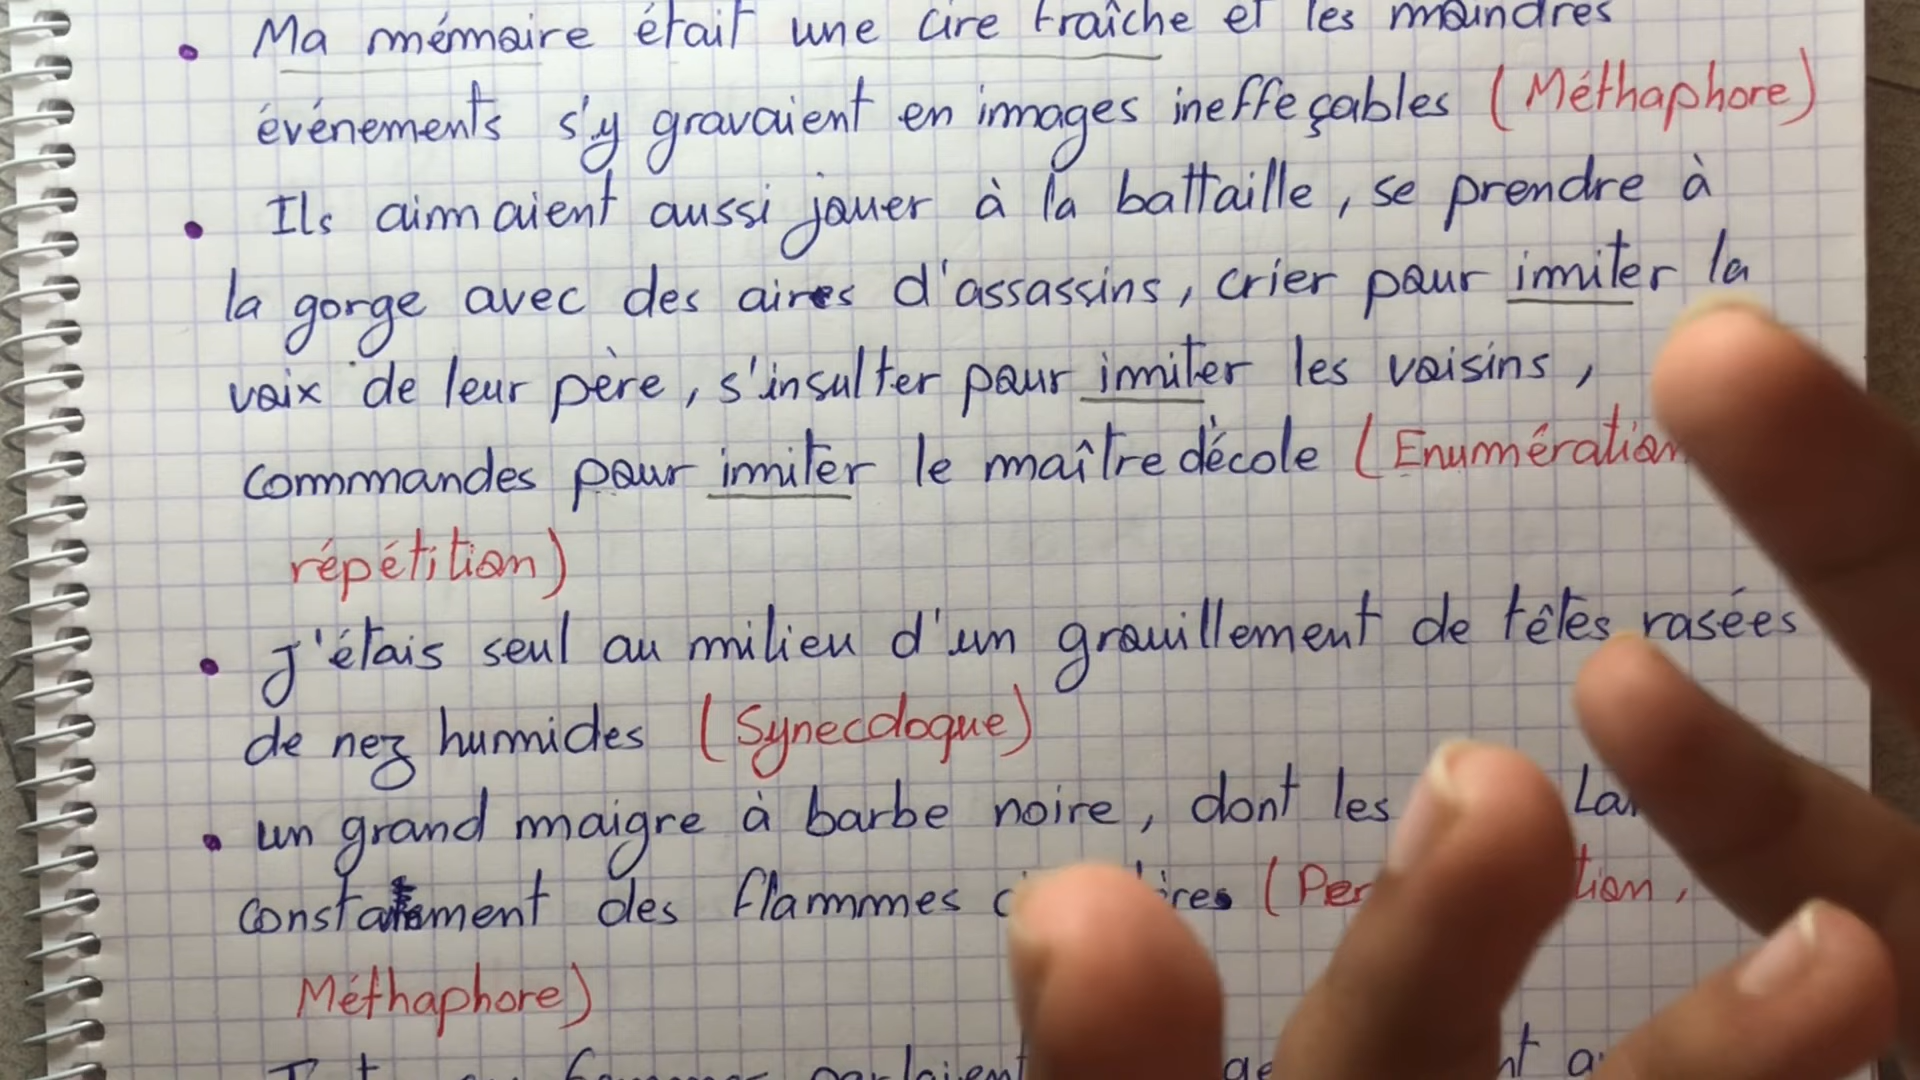 Ma mémoire était une cire fraîche et les moindres
événements s'y gravaient en images ineffeçables (Méthaphore)
Ils aimaient aussi jouer à la battaille, se prendre à
la gorge avec des aires d'assassins, crier pour imiter la
voix de leur père, s'insulter pour imiter les voisins,
commandes pour imiter le maître décole (Enumération
répétition)
J'étais seul au milieu d'un grouillement de têtes rasées
de nez humides (Synecdoque)
un grand maigre à barbe noire, dont les
constatement des flammmes (
Méthaphore)